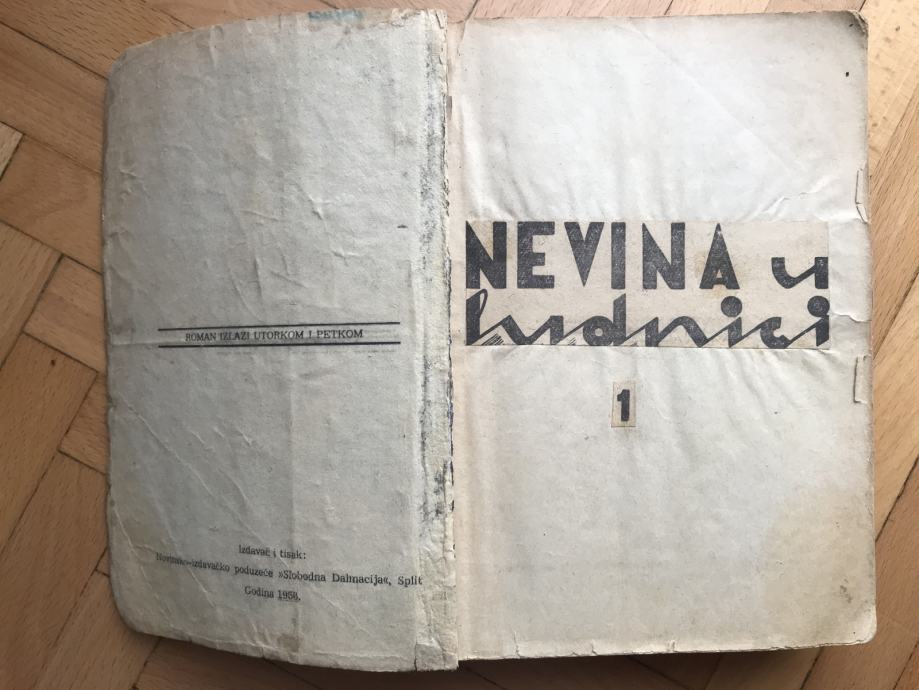 ROMAN IZLAZI UTORKOM I PETKOM
Izdavač i tisak:
Novinsko-izdavačko poduzeće »Slobodna Dalmacija«, Split
Godina 1958.
NEVINA u
ludnici
1